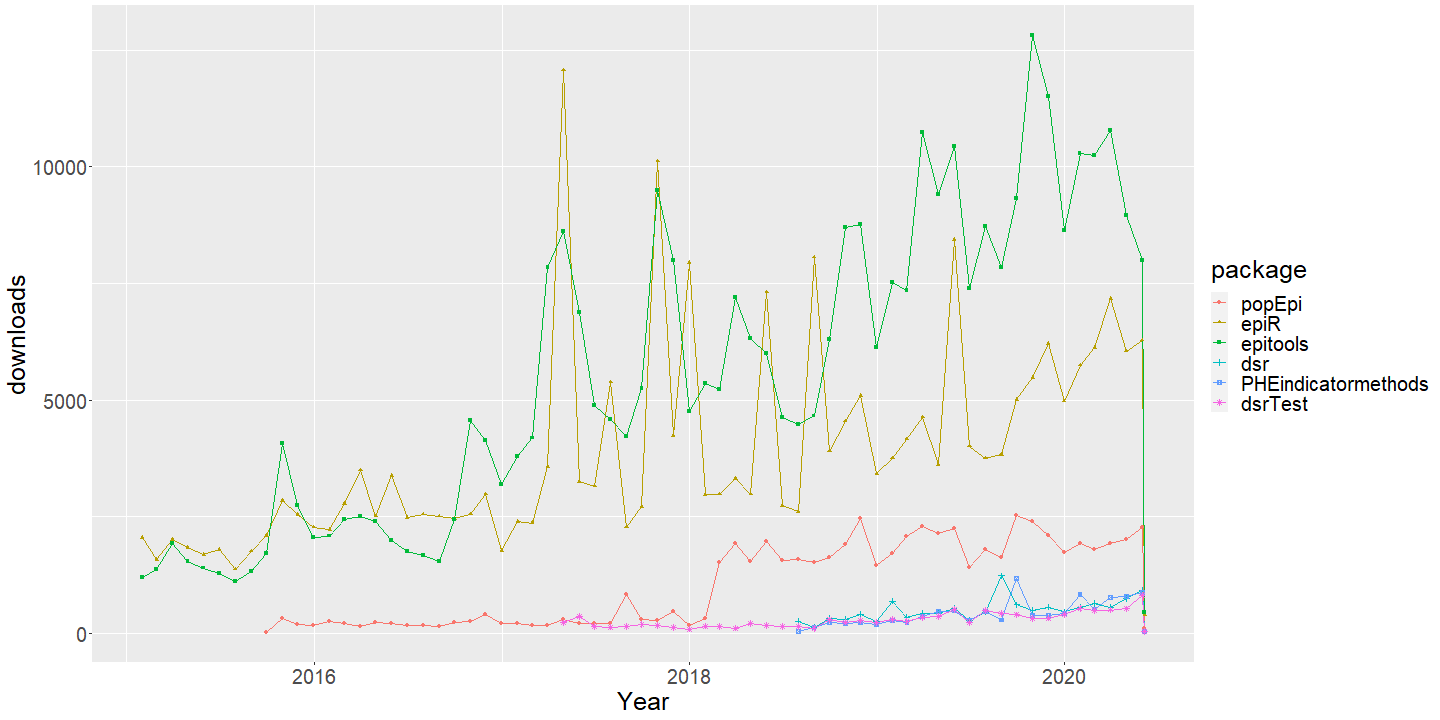 downloads
10000
5000
0
2016
2018
2020
Year
package
popEpi
epiR
epitools
dsr
PHEindicatormethods
dsrTest